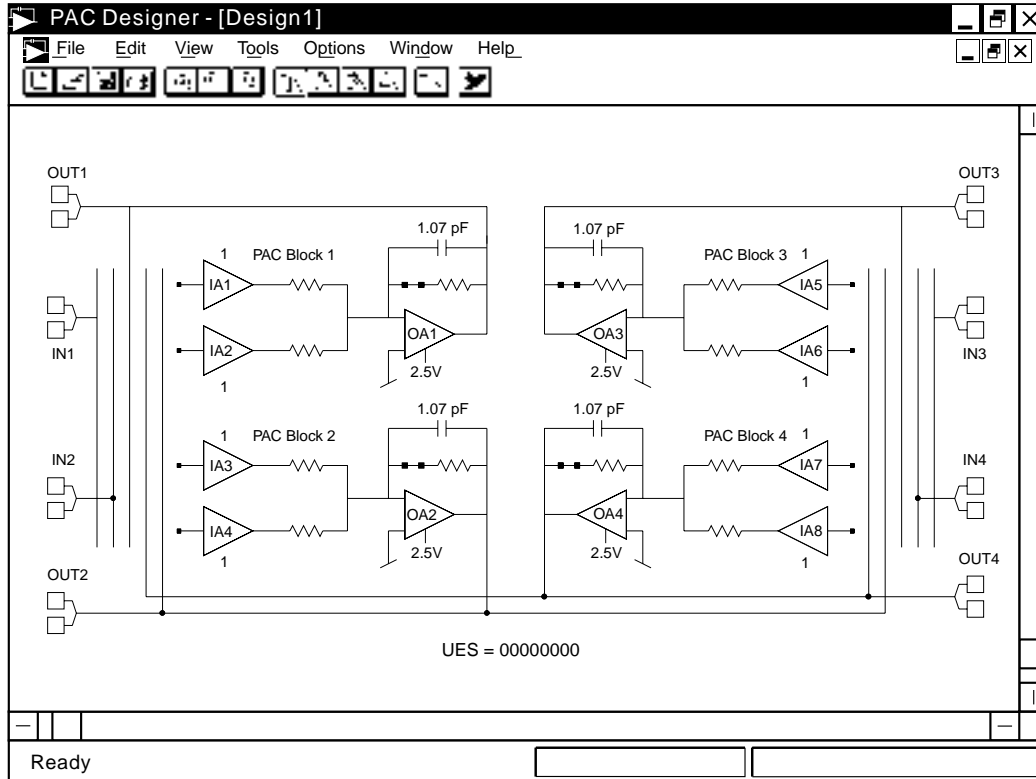 PAC Designer - [Design1]
File Edit View Tools Options Window Help
OUT1
OUT3
1.07 pF
1.07 pF
1
PAC Block 1
PAC Block 3
1
IA1
IA5
IN1
IA2
OA1
OA3
IA6
IN3
1
2.5V
2.5V
1
1.07 pF
1.07 pF
1
PAC Block 2
PAC Block 4
1
IN2
IA3
IA7
IN4
IA4
OA2
OA4
IA8
1
2.5V
2.5V
1
OUT2
OUT4
UES = 00000000
Ready